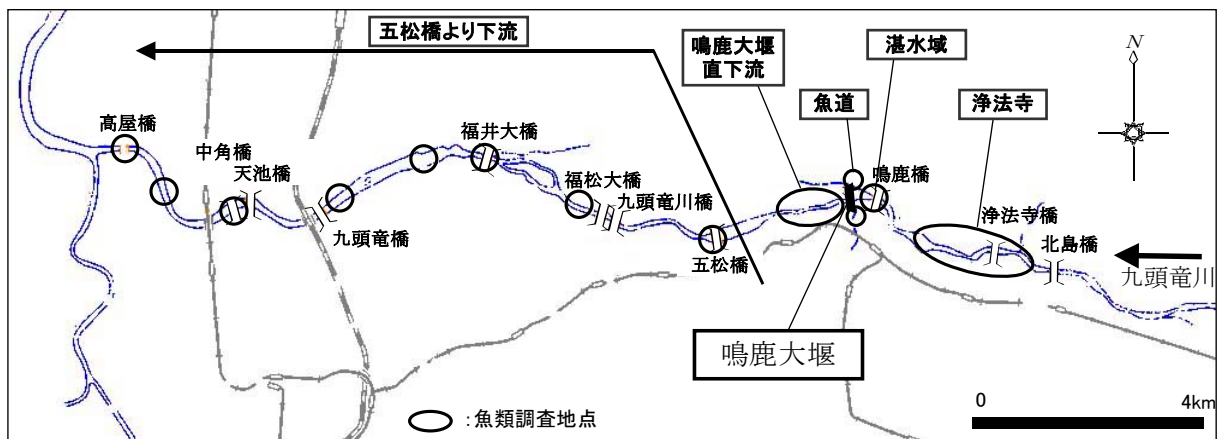 五松橋より下流
鳴鹿大堰
直下流
湛水域
魚道
浄法寺
N
高屋橋
中角橋
天池橋
九頭竜橋
福井大橋
福松大橋
九頭竜川橋
五松橋
鳴鹿橋
浄法寺橋
北島橋
九頭竜川
鳴鹿大堰
:魚類調査地点
0 4km